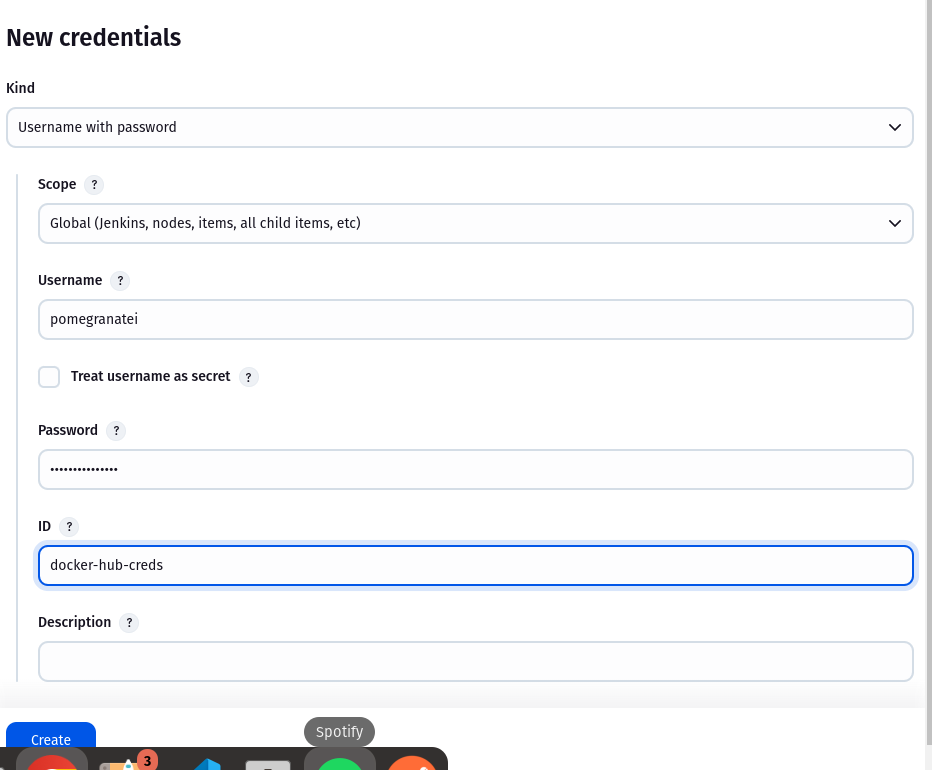 New credentials
Kind
Username with password
Scope ?
Global (Jenkins, nodes, items, all child items, etc)
Username ?
pomegranatei
Treat username as secret ?
Password ?
•••••••••••••••
ID ?
docker-hub-creds
Description ?
Create
Spotify
3